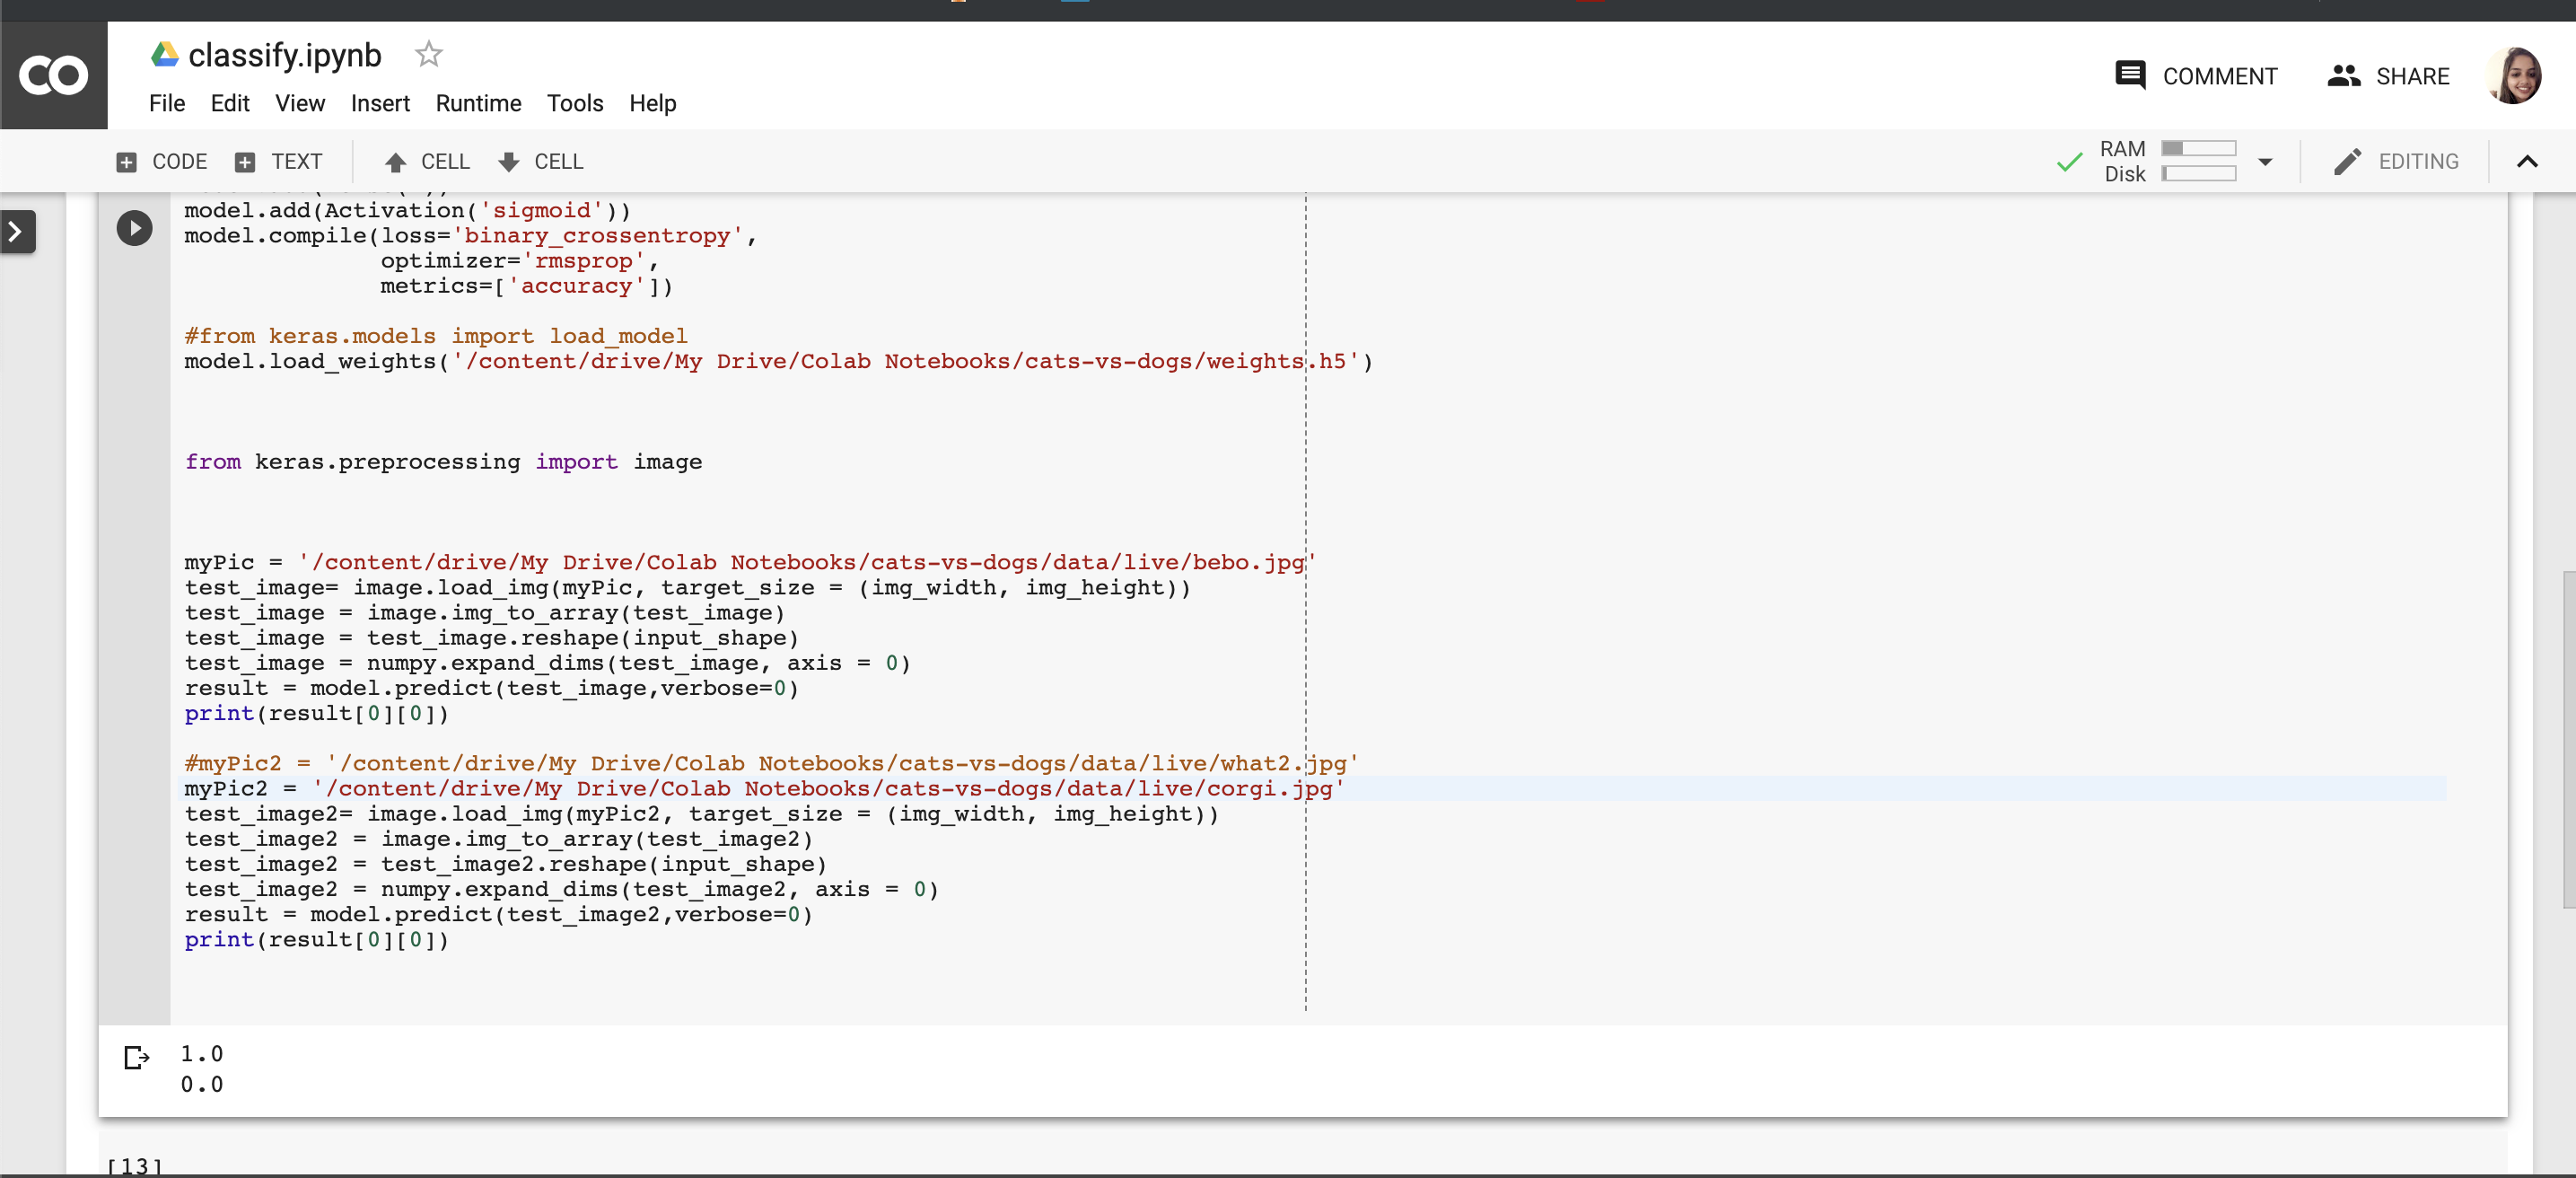 CO
classify.ipynb
File Edit View Insert Runtime Tools Help
COMMENT SHARE
CODE TEXT CELL CELL
RAM
Disk
EDITING
model.add(Activation('sigmoid'))
model.compile(loss='binary_crossentropy',
optimizer='rmsprop',
metrics=['accuracy'])
#from keras.models import load_model
model.load_weights('/content/drive/My Drive/Colab Notebooks/cats-vs-dogs/weights.h5')
from keras.preprocessing import image
myPic = '/content/drive/My Drive/Colab Notebooks/cats-vs-dogs/data/live/bebo.jpg'
test_image= image.load_img(myPic, target_size = (img_width, img_height))
test_image = image.img_to_array(test_image)
test_image = test_image.reshape(input_shape)
test_image = numpy.expand_dims(test_image, axis = 0)
result = model.predict(test_image,verbose=0)
print(result[0][0])
#myPic2 = '/content/drive/My Drive/Colab Notebooks/cats-vs-dogs/data/live/what2.jpg'
myPic2 = '/content/drive/My Drive/Colab Notebooks/cats-vs-dogs/data/live/corgi.jpg'
test_image2= image.load_img(myPic2, target_size = (img_width, img_height))
test_image2 = image.img_to_array(test_image2)
test_image2 = test_image2.reshape(input_shape)
test_image2 = numpy.expand_dims(test_image2, axis = 0)
result = model.predict(test_image2,verbose=0)
print(result[0][0])
1.0
0.0
[13]